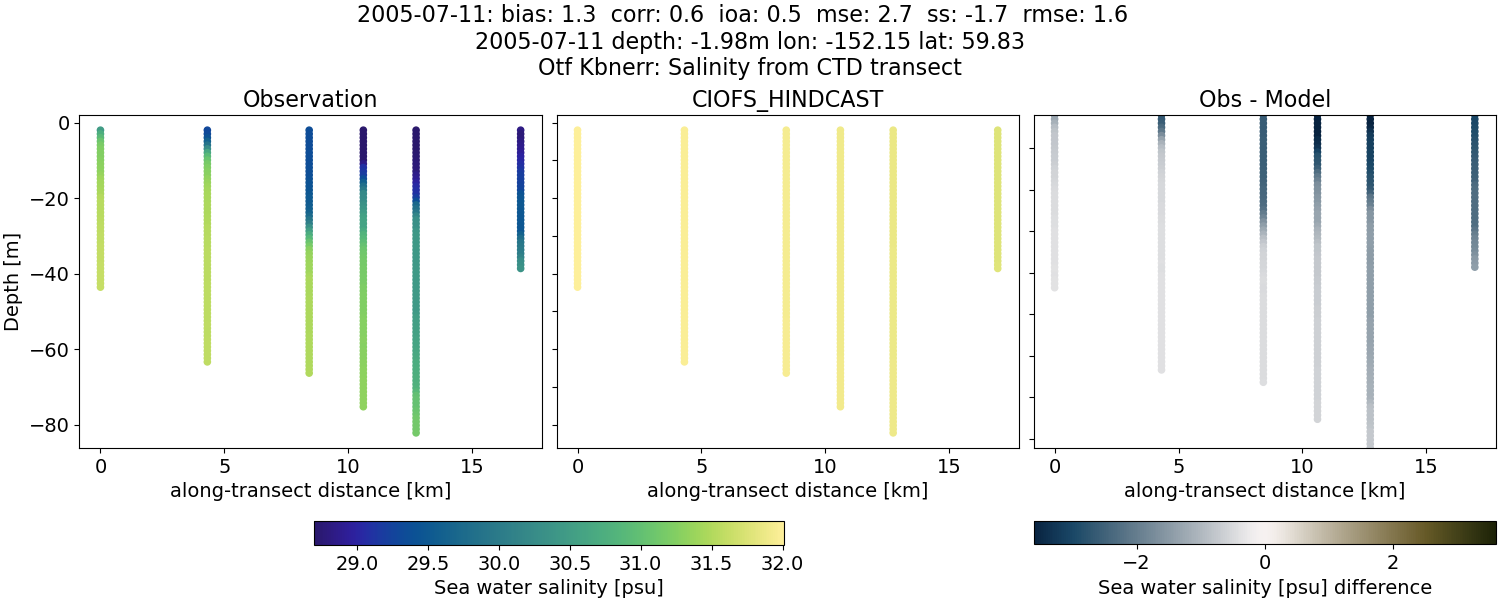 2005-07-11: bias: 1.3  corr: 0.6  ioa: 0.5  mse: 2.7  ss: -1.7  rmse: 1.6
2005-07-11 depth: -1.98m lon: -152.15 lat: 59.83
Otf Kbnerr: Salinity from CTD transect
Observation
CIOFS_HINDCAST
Obs - Model
Depth [m]
0
−20
−40
−60
−80
0 5 10 15
0 5 10 15
0 5 10 15
along-transect distance [km]
along-transect distance [km]
along-transect distance [km]
29.0 29.5 30.0 30.5 31.0 31.5 32.0
Sea water salinity [psu]
−2 0 2
Sea water salinity [psu] difference